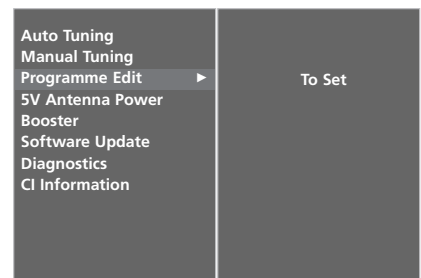 Auto Tuning
Manual Tuning
Programme Edit ►
To Set
5V Antenna Power
Booster
Software Update
Diagnostics
CI Information